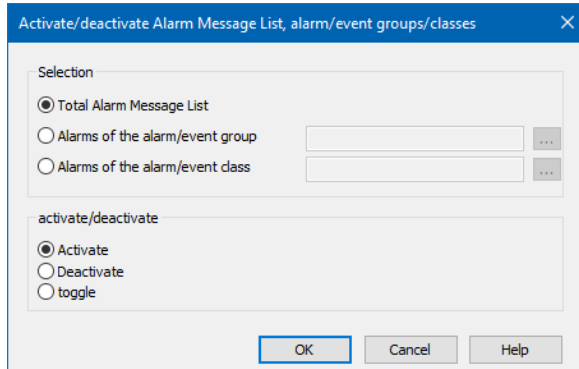 Activate/deactivate Alarm Message List, alarm/event groups/classes
Selection
Total Alarm Message List
Alarms of the alarm/event group
...
Alarms of the alarm/event class
...
activate/deactivate
Activate
Deactivate
toggle
OK Cancel Help